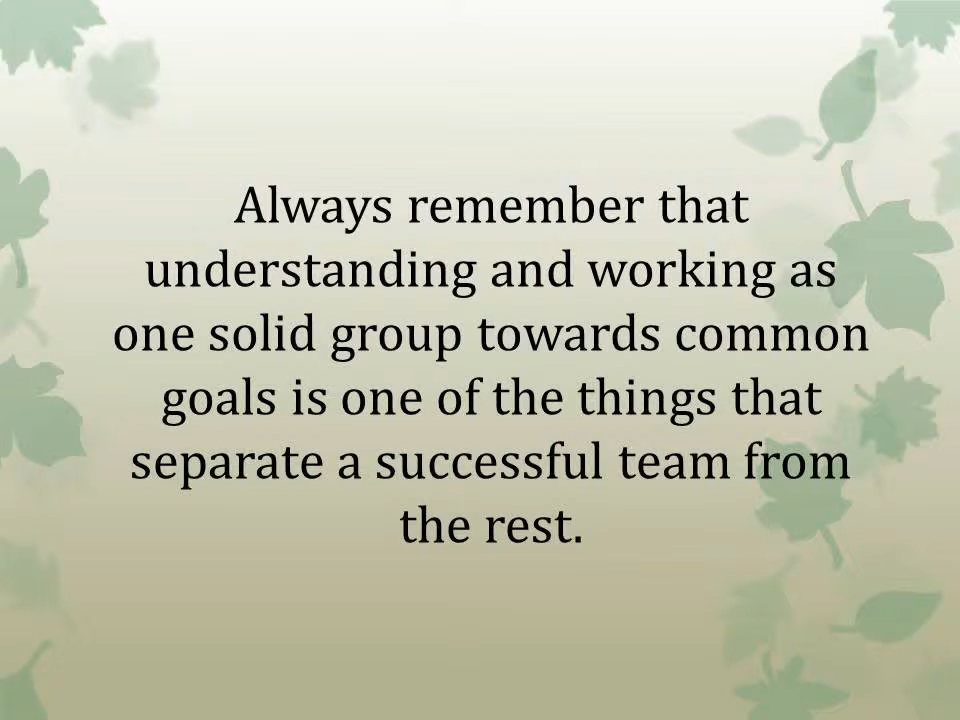 Always remember that
understanding and working as
one solid group towards common
goals is one of the things that
separate a successful team from
the rest.